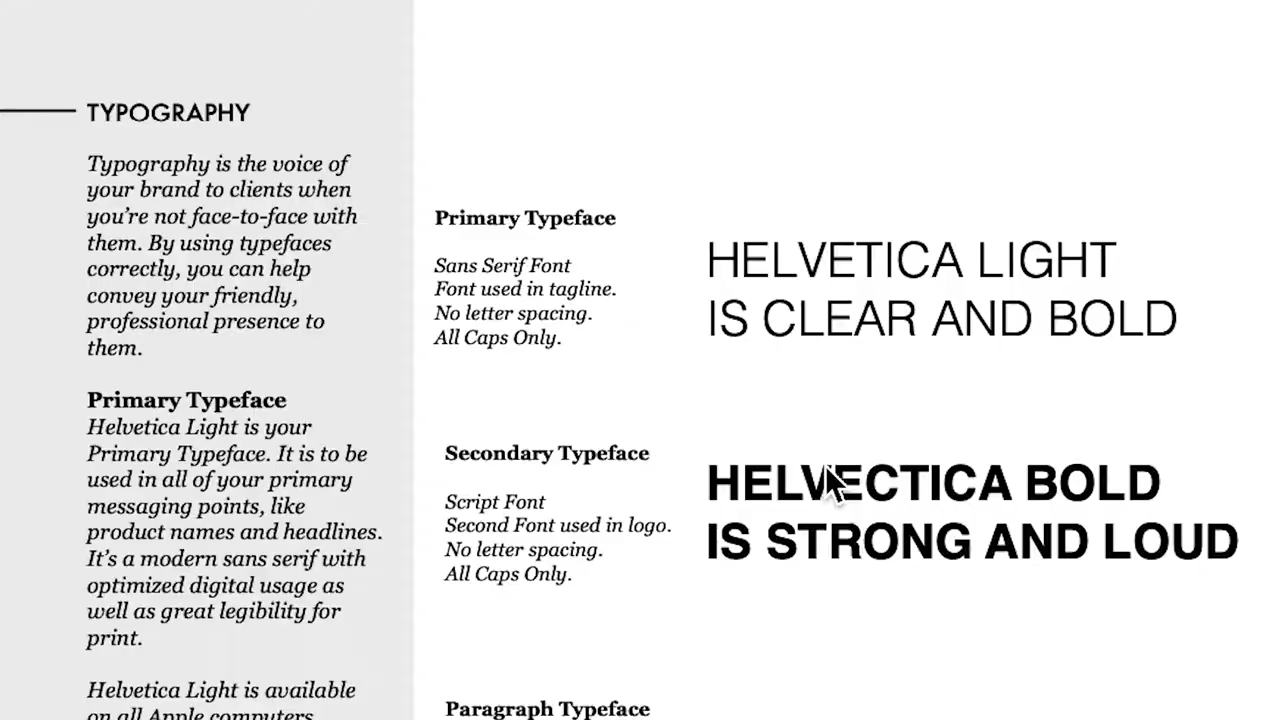 TYPOGRAPHY
Typography is the voice of
your brand to clients when
you're not face-to-face with
them. By using typefaces
correctly, you can help
convey your friendly,
professional presence to
them.
Primary Typeface
Helvetica Light is your
Primary Typeface. It is to be
used in all of your primary
messaging points, like
product names and headlines.
It's a modern sans serif with
optimized digital usage as
well as great legibility for
print.
Helvetica Light is available
on all Apple computers
Primary Typeface
Sans Serif Font
Font used in tagline.
No letter spacing.
All Caps Only.
HELVETICA LIGHT
IS CLEAR AND BOLD
Secondary Typeface
Script Font
Second Font used in logo.
No letter spacing.
All Caps Only.
HELVECTICA BOLD
IS STRONG AND LOUD
Paragraph Typeface